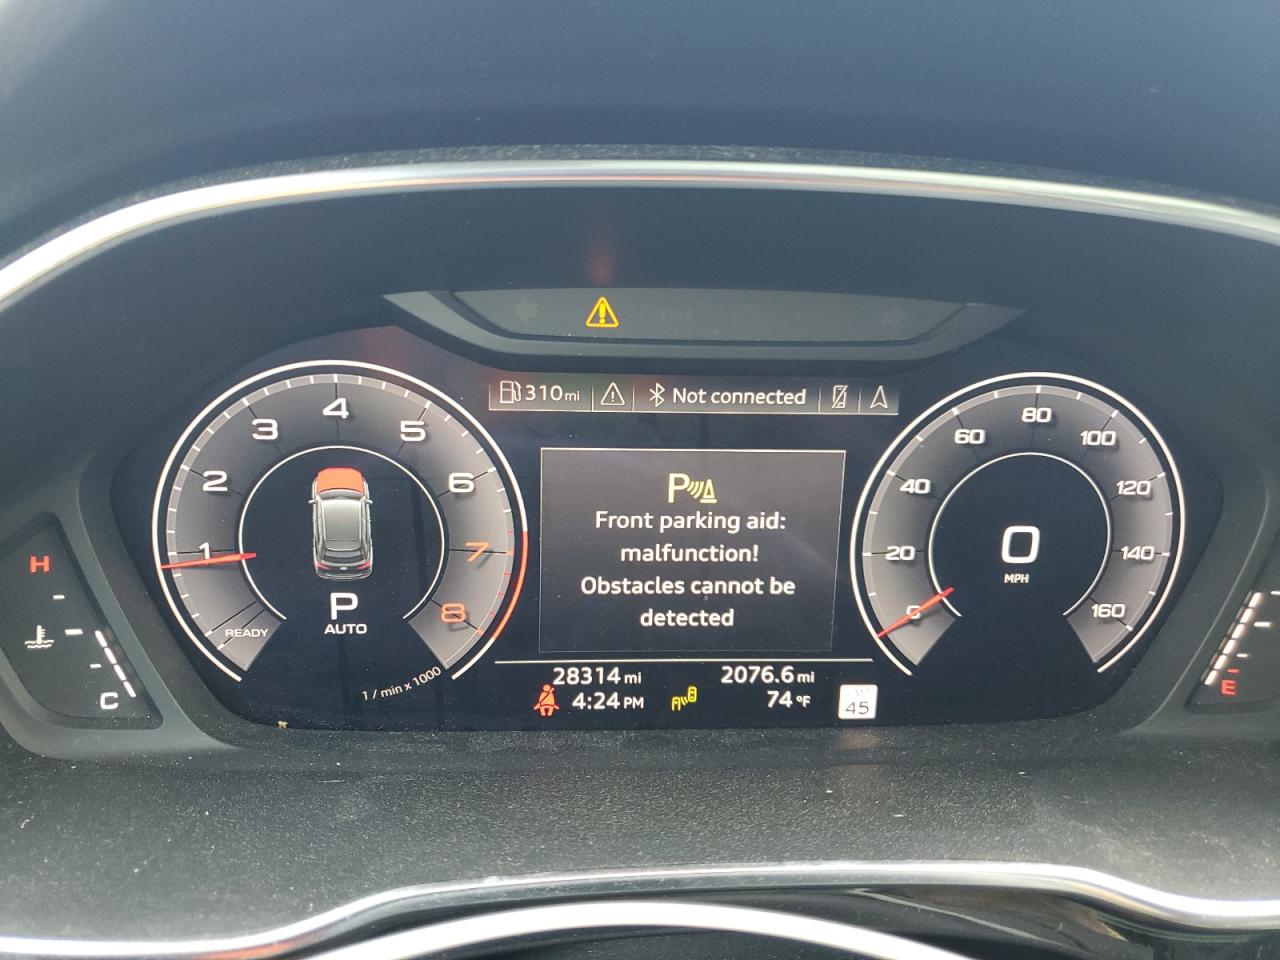 310 mi
Not connected
1
2
3
4
5
6
7
8
READY
1 / min x 1000
P
AUTO
P
Front parking aid:
malfunction!
Obstacles cannot be
detected
28314 mi
2076.6 mi
4:24 PM
74 °F
45
20
40
60
80
100
120
140
160
0
MPH
H
C
E